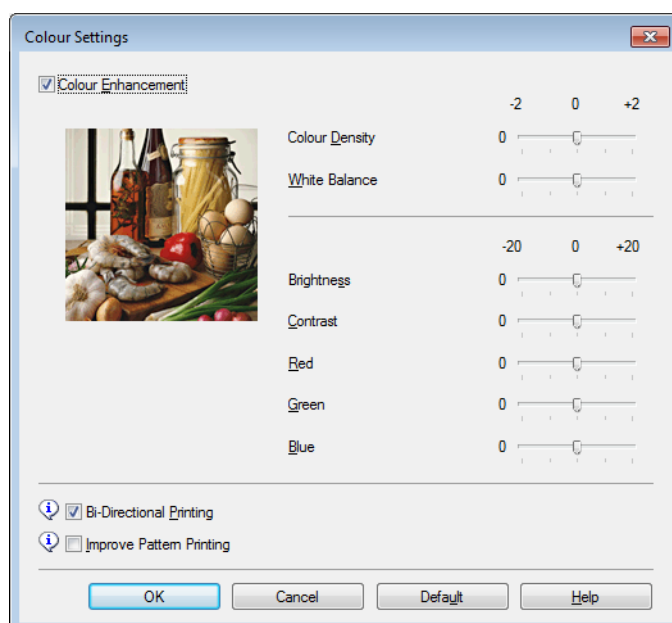 Colour Settings
Colour Enhancement
-2 0 +2
Colour Density 0
White Balance 0
-20 0 +20
Brightness 0
Contrast 0
Red 0
Green 0
Blue 0
Bi-Directional Printing
Improve Pattern Printing
OK Cancel Default Help